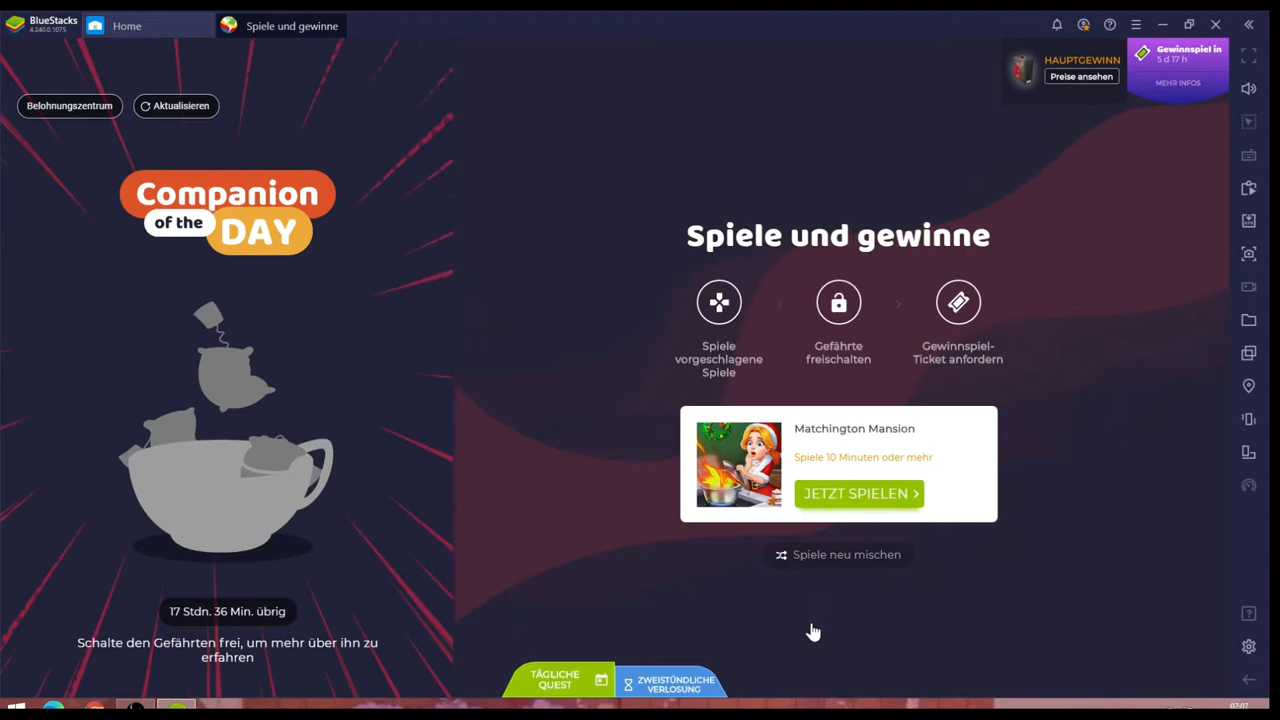 BlueStacks
4.240.0.1075
Home
Spiele und gewinne
Belohnungszentrum
Aktualisieren
HAUPTGEWINN
Preise ansehen
Gewinnspiel in
5 d 17 h
MEHR INFOS
Companion
of the
DAY
17 Stdn. 36 Min. übrig
Schalte den Gefährten frei, um mehr über ihn zu
erfahren
Spiele und gewinne
Spiele
vorgeschlagene
Spiele
Gefährte
freischalten
Gewinnspiel-
Ticket anfordern
Matchington Mansion
Spiele 10 Minuten oder mehr
JETZT SPIELEN
Spiele neu mischen
TÄGLICHE
QUEST
ZWEISTÜNDLICHE
VERLOSUNG
07:07